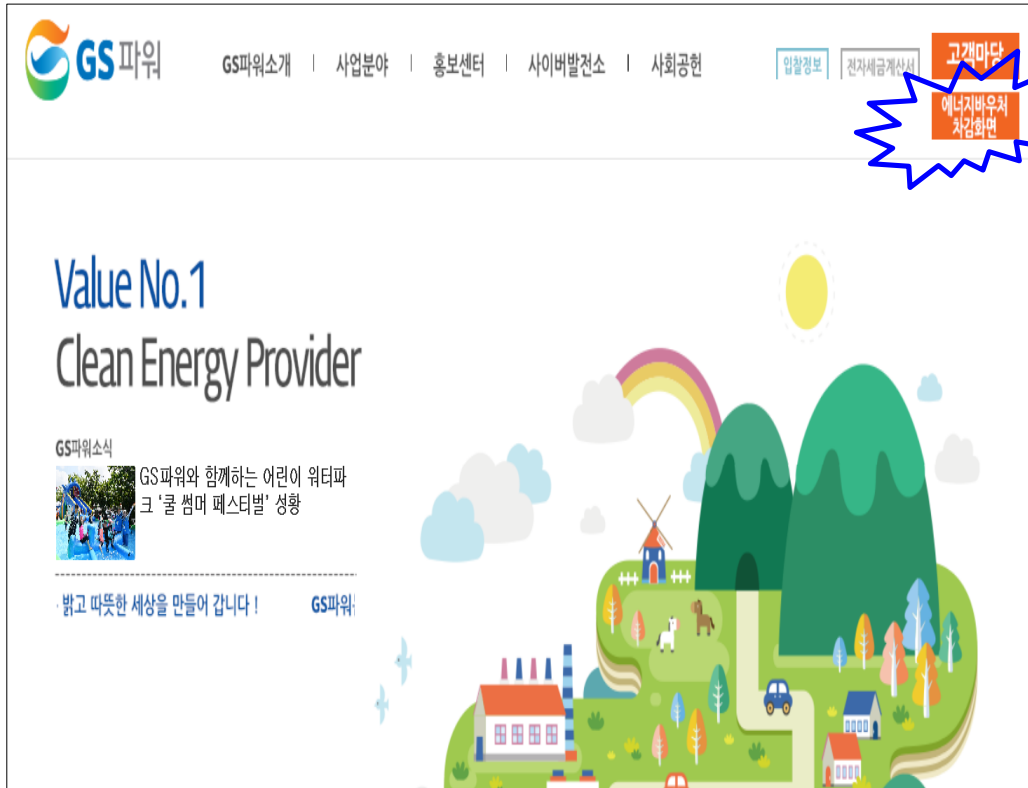 GS파워
GS파워소개 | 사업분야 | 홍보센터 | 사이버발전소 | 사회공헌
입찰정보
전자세금계산서
고객마당
에너지바우처
차감화면
Value No.1
Clean Energy Provider
GS파워소식
GS파워와 함께하는 어린이 워터파
크 ‘쿨 썸머 페스티벌’ 성황
· 밝고 따뜻한 세상을 만들어 갑니다 !
GS파워